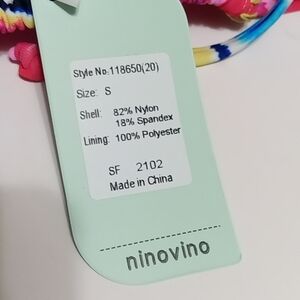 Style No:118650(20)
Size: S
Shell: 82% Nylon
18% Spandex
Lining: 100% Polyester
SF 2102
Made in China
ninovino